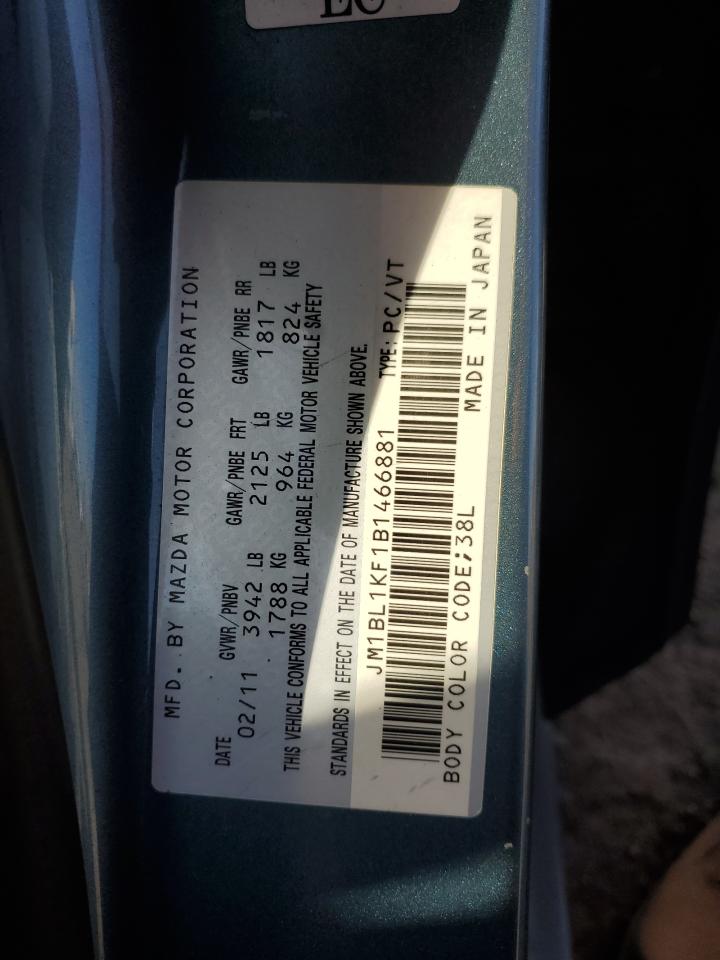 EC
MFD. BY MAZDA MOTOR CORPORATION
DATE GVWR/PNBV GAWR/PNBE FRT GAWR/PNBE RR
02/11 3942 LB 2125 LB 1817 LB
1788 KG 964 KG 824 KG
THIS VEHICLE CONFORMS TO ALL APPLICABLE FEDERAL MOTOR VEHICLE SAFETY
STANDARDS IN EFFECT ON THE DATE OF MANUFACTURE SHOWN ABOVE.
JM1BL1KF1B1466881 TYPE: PC/VT
BODY COLOR CODE;38L MADE IN JAPAN